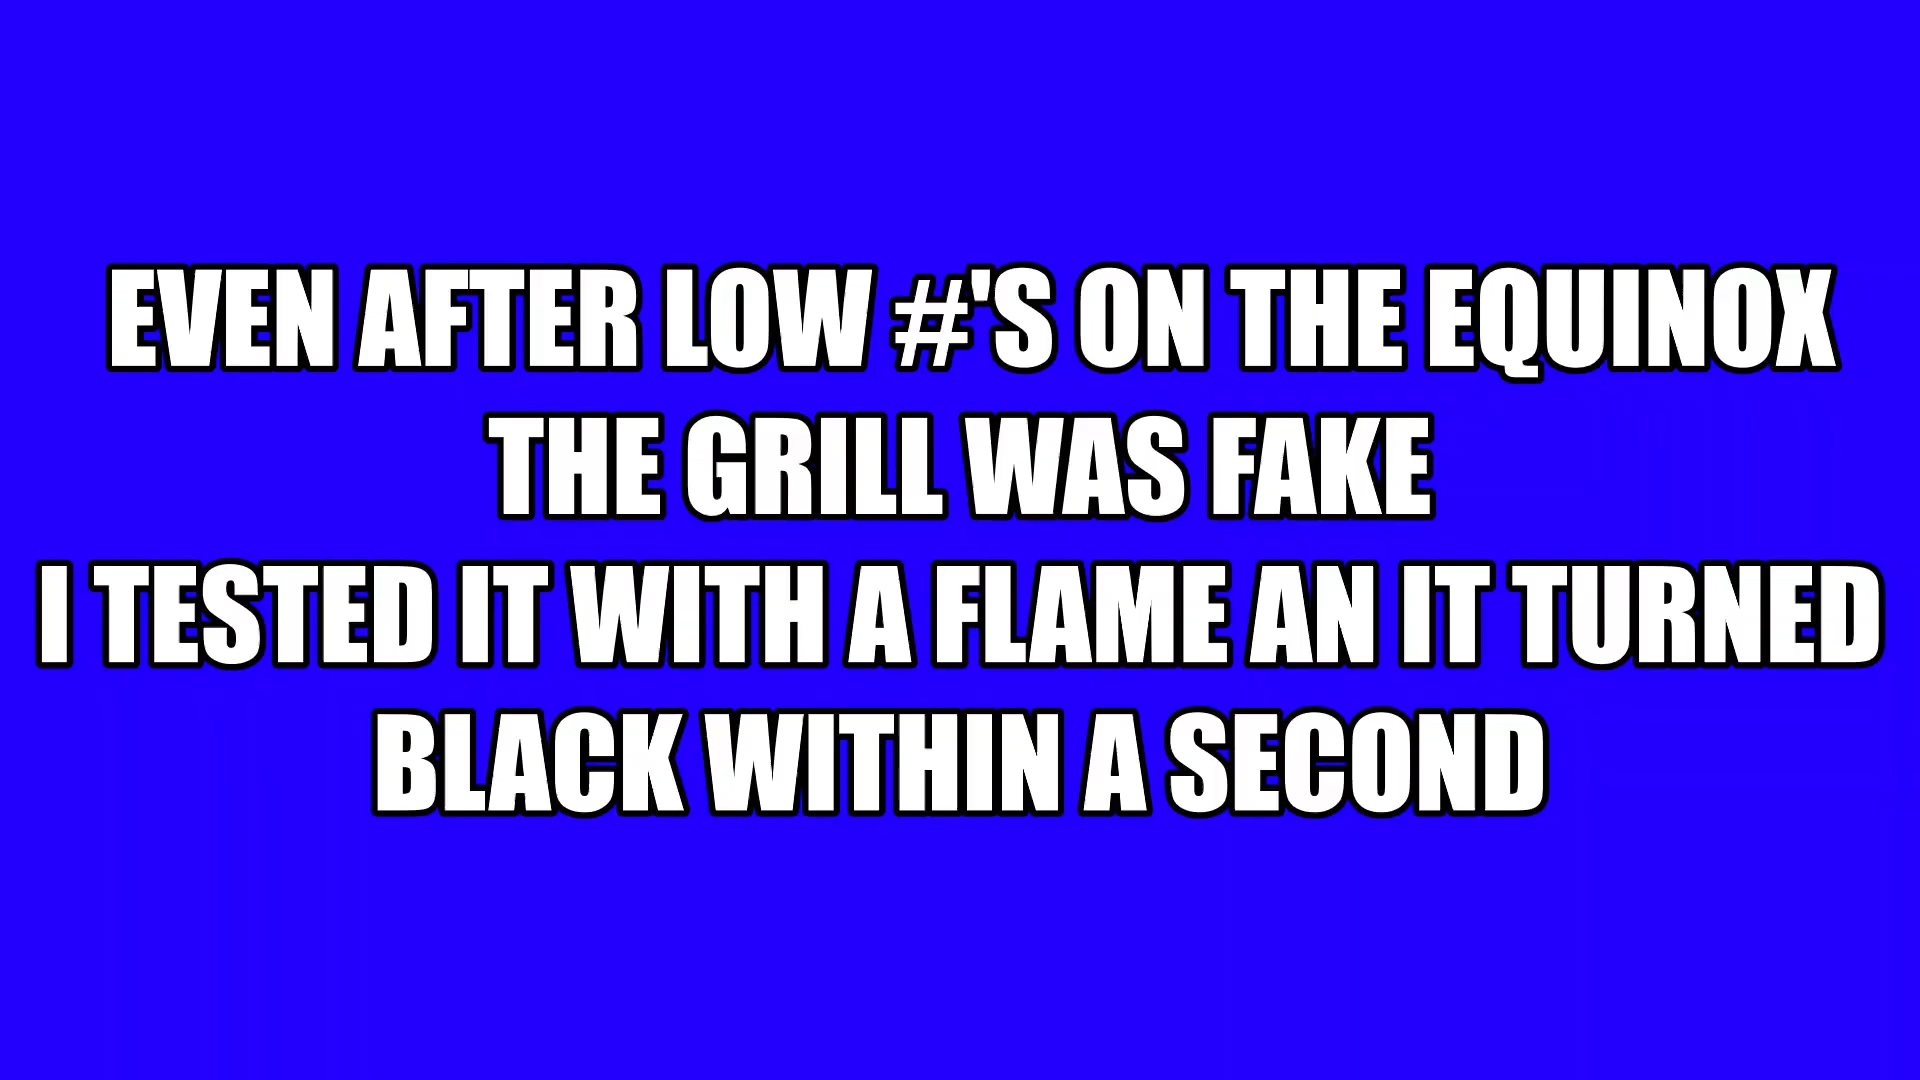 EVEN AFTER LOW #'S ON THE EQUINOX
THE GRILL WAS FAKE
I TESTED IT WITH A FLAME AN IT TURNED
BLACK WITHIN A SECOND